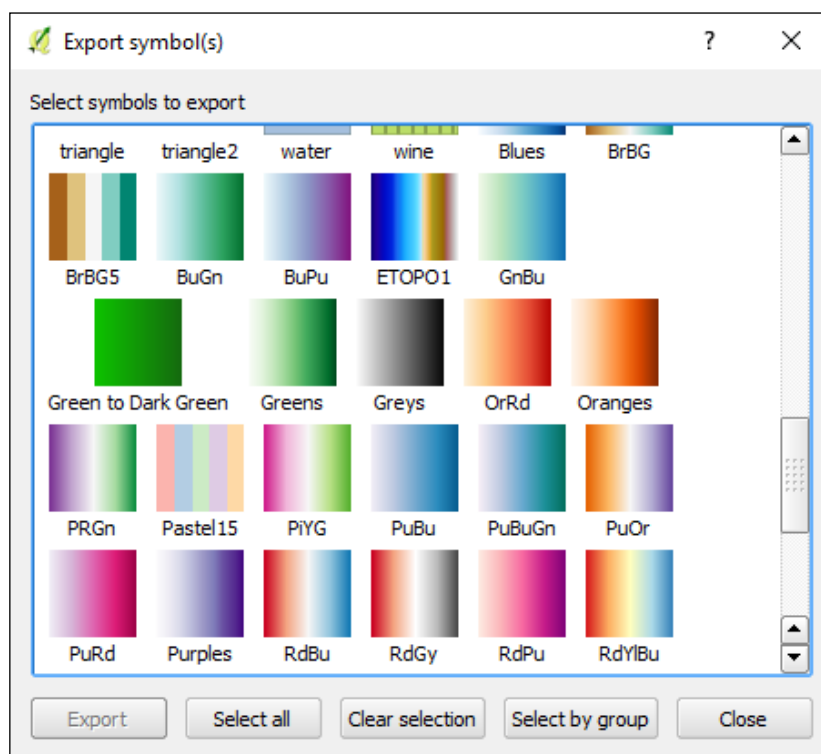 Export symbol(s) ?
Select symbols to export
triangle triangle2 water wine Blues BrBG
BrBG5 BuGn BuPu ETOPO1 GnBu
Green to Dark Green Greens Greys OrRd Oranges
PRGn Pastel15 PiYG PuBu PuBuGn PuOr
PuRd Purples RdBu RdGy RdPu RdYlBu
Export Select all Clear selection Select by group Close